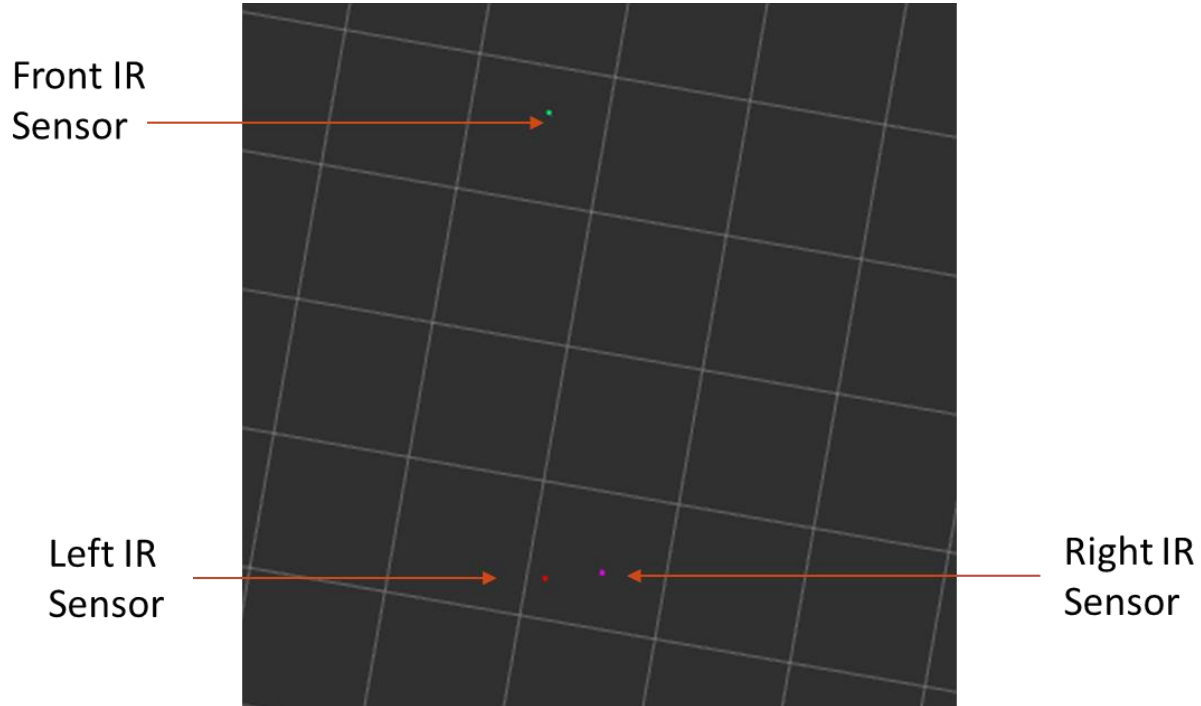 Front IR
Sensor
Left IR
Sensor
Right IR
Sensor